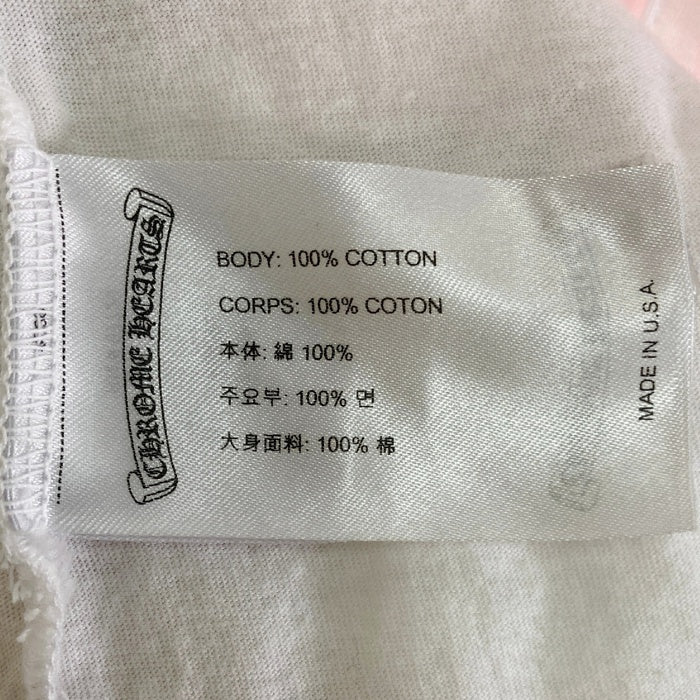 CHROME HEARTS
BODY: 100% COTTON
CORPS: 100% COTON
本体: 綿 100%
주요부: 100% 면
大身面料: 100% 棉
MADE IN U.S.A.